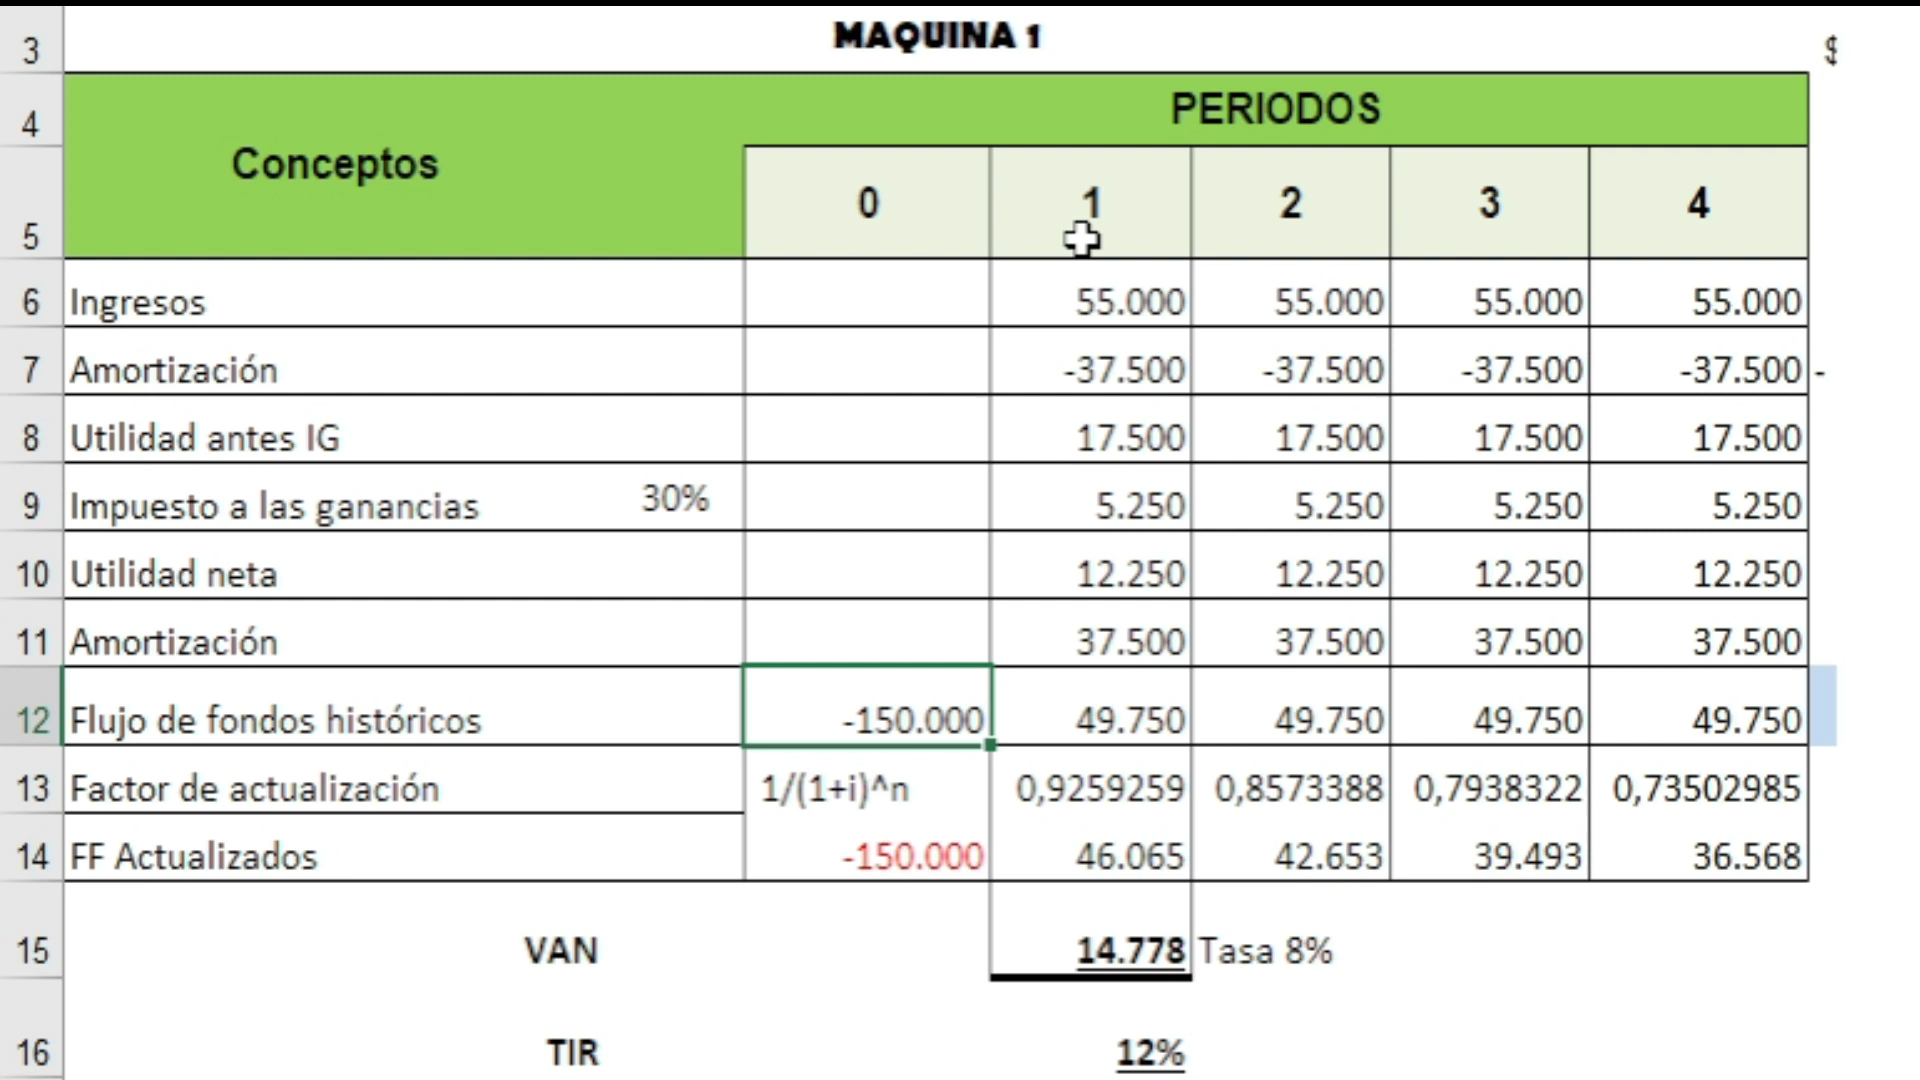 3 MAQUINA 1 $
4 PERIODOS
Conceptos
5 0 1 2 3 4
6 Ingresos 55.000 55.000 55.000 55.000
7 Amortización -37.500 -37.500 -37.500 -37.500 -
8 Utilidad antes IG 17.500 17.500 17.500 17.500
9 Impuesto a las ganancias 30% 5.250 5.250 5.250 5.250
10 Utilidad neta 12.250 12.250 12.250 12.250
11 Amortización 37.500 37.500 37.500 37.500
12 Flujo de fondos históricos -150.000 49.750 49.750 49.750 49.750
13 Factor de actualización 1/(1+i)^n 0,9259259 0,8573388 0,7938322 0,73502985
14 FF Actualizados -150.000 46.065 42.653 39.493 36.568
15 VAN 14.778 Tasa 8%
16 TIR 12%